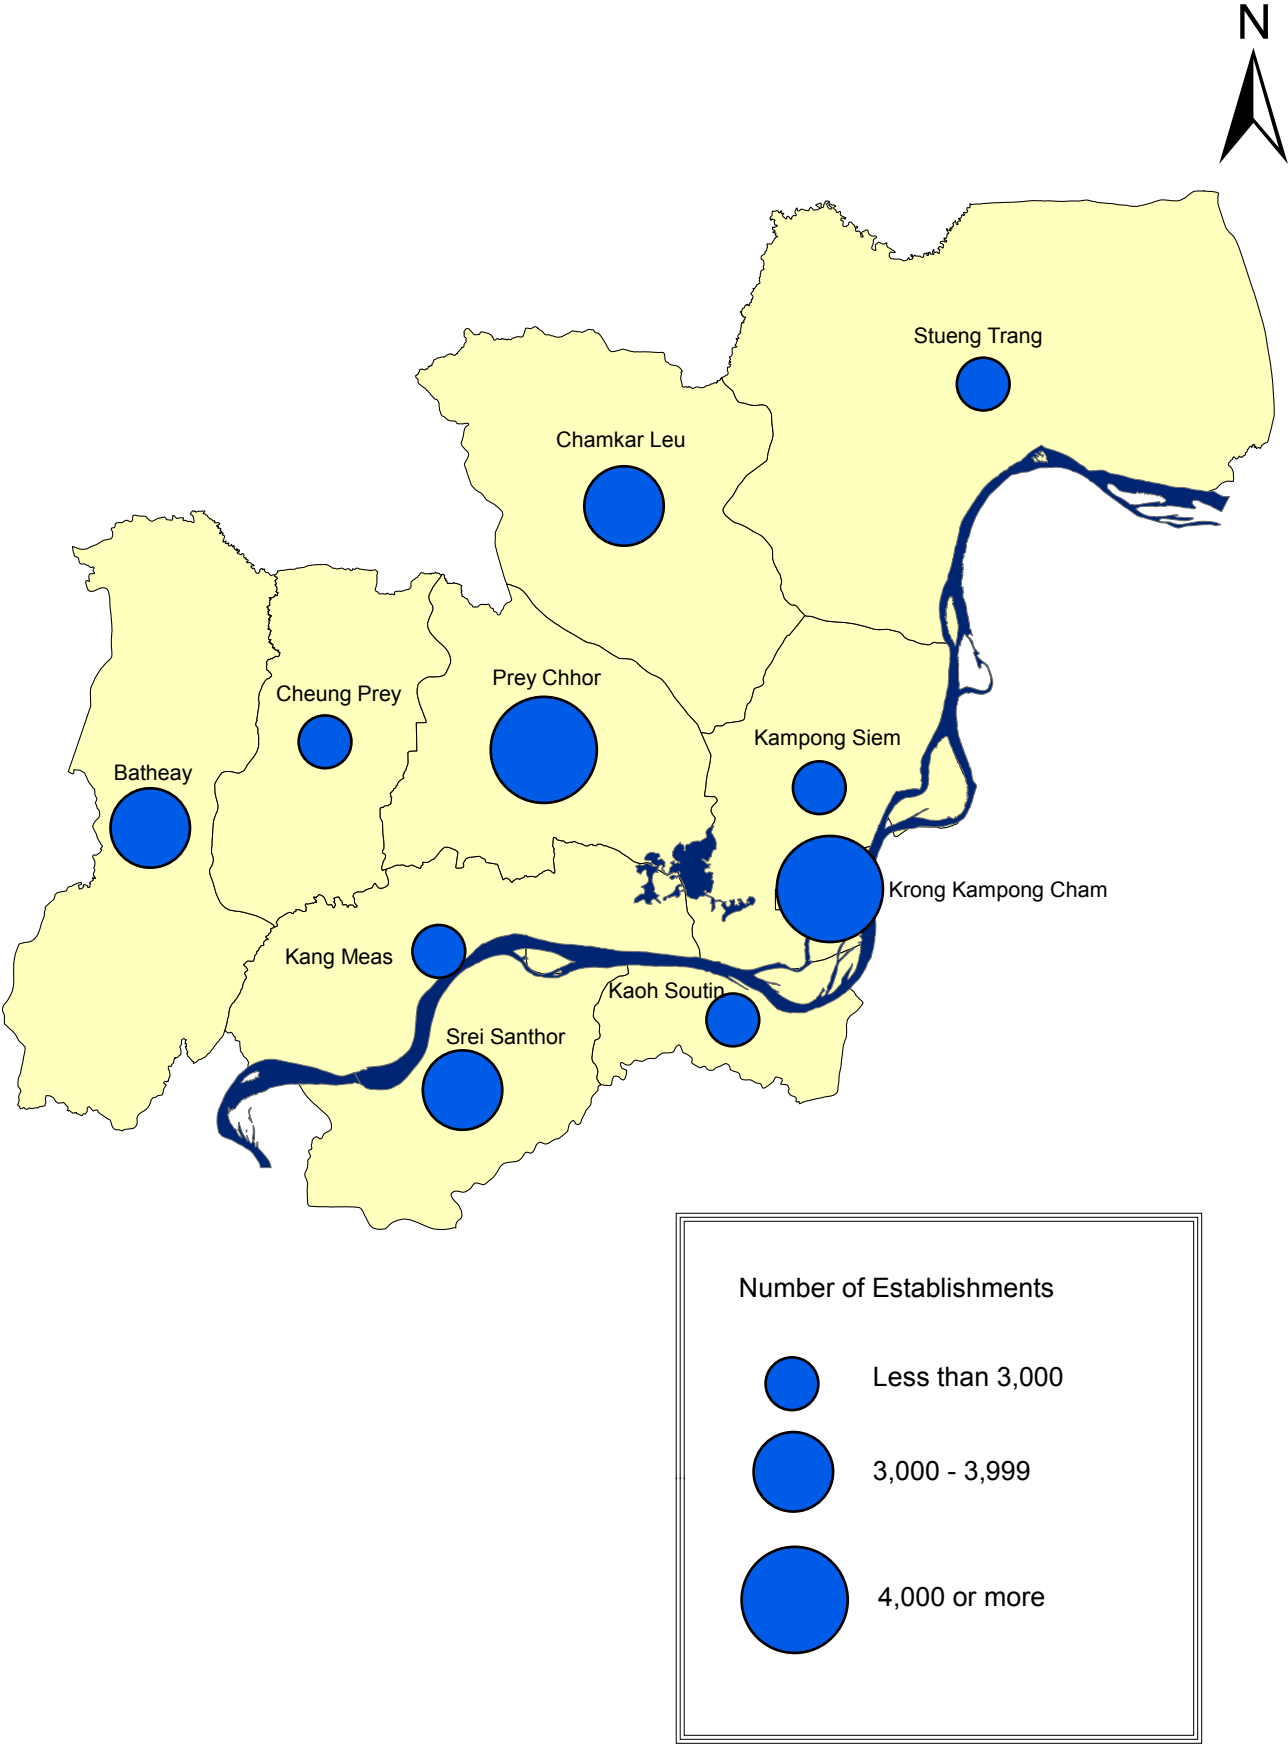 N
Stueng Trang
Chamkar Leu
Prey Chhor
Cheung Prey
Kampong Siem
Batheay
Krong Kampong Cham
Kang Meas
Kaoh Soutin
Srei Santhor
Number of Establishments
Less than 3,000
3,000 - 3,999
4,000 or more